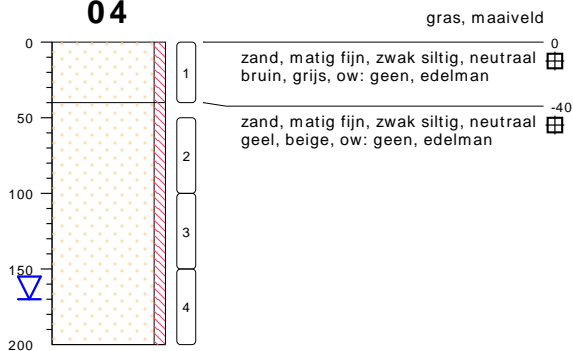 04
gras, maaiveld
0
0
zand, matig fijn, zwak siltig, neutraal
bruin, grijs, ow: geen, edelman
1
-40
50
zand, matig fijn, zwak siltig, neutraal
geel, beige, ow: geen, edelman
2
100
3
150
4
200